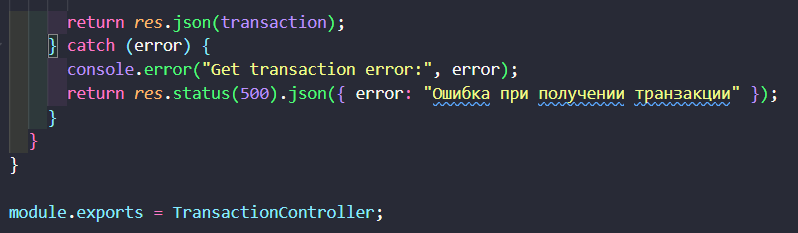 return res.json(transaction);
} catch (error) {
console.error("Get transaction error:", error);
return res.status(500).json({ error: "Ошибка при получении транзакции" });
}
}
}
module.exports = TransactionController;